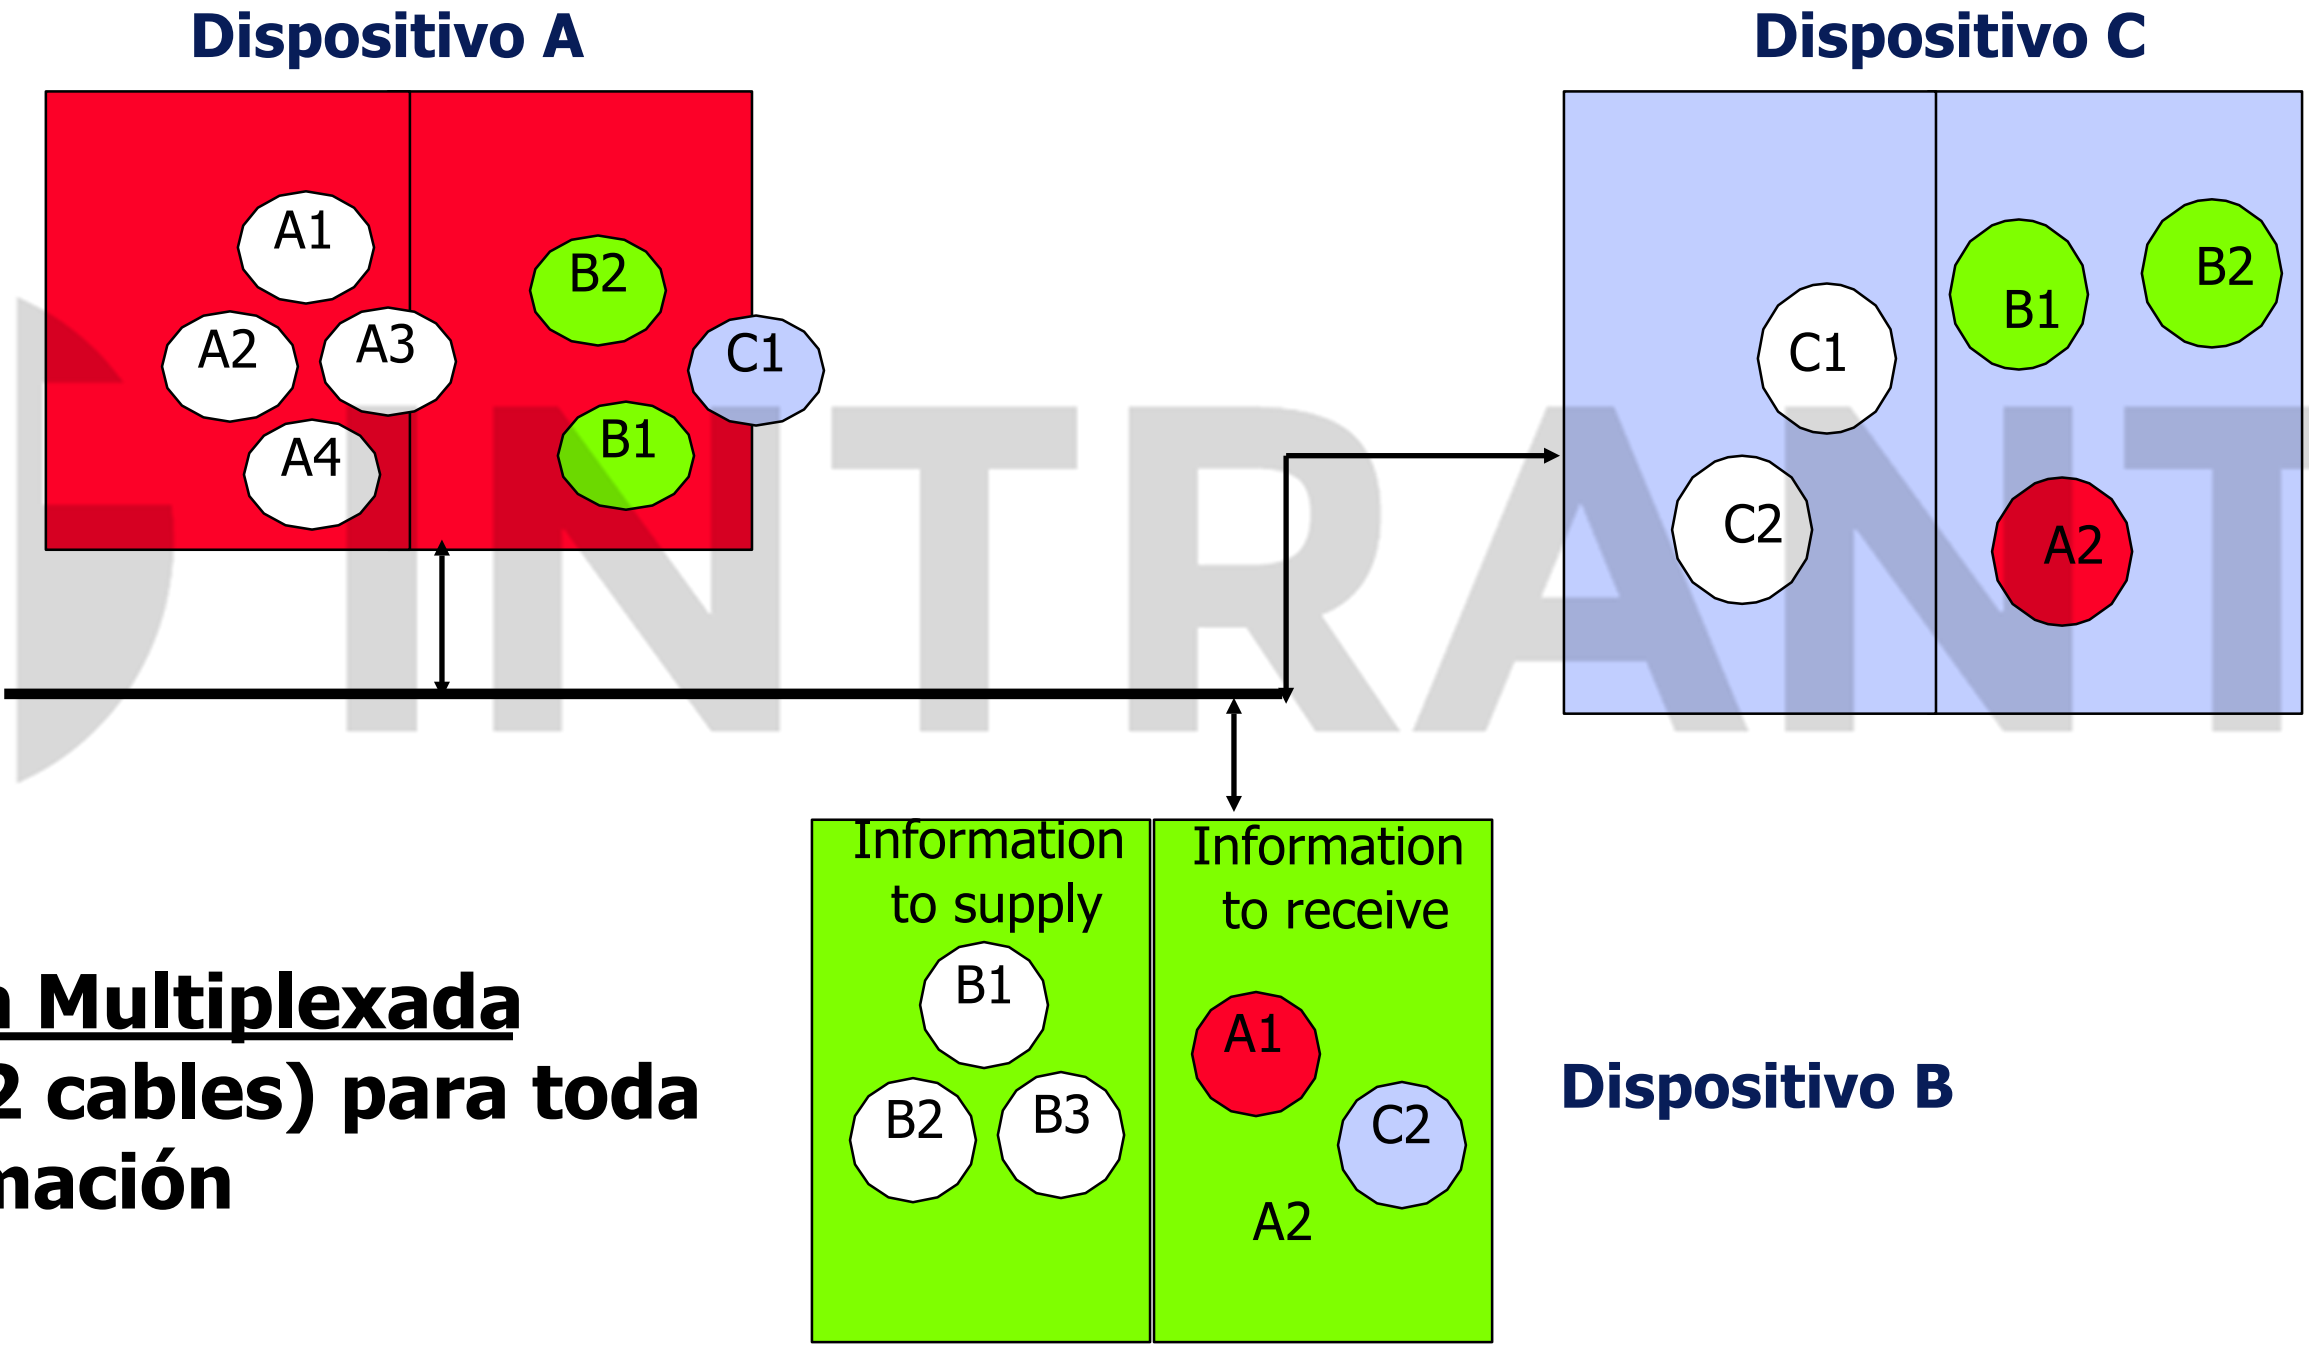 Dispositivo A
Dispositivo C
A1
A2
A3
A4
B2
B1
C1
C1
C2
B1
B2
A2
INTRANT
Information
to supply
B1
B2
B3
Information
to receive
A1
C2
A2
Dispositivo B
Multiplexada
2 cables) para toda
mación